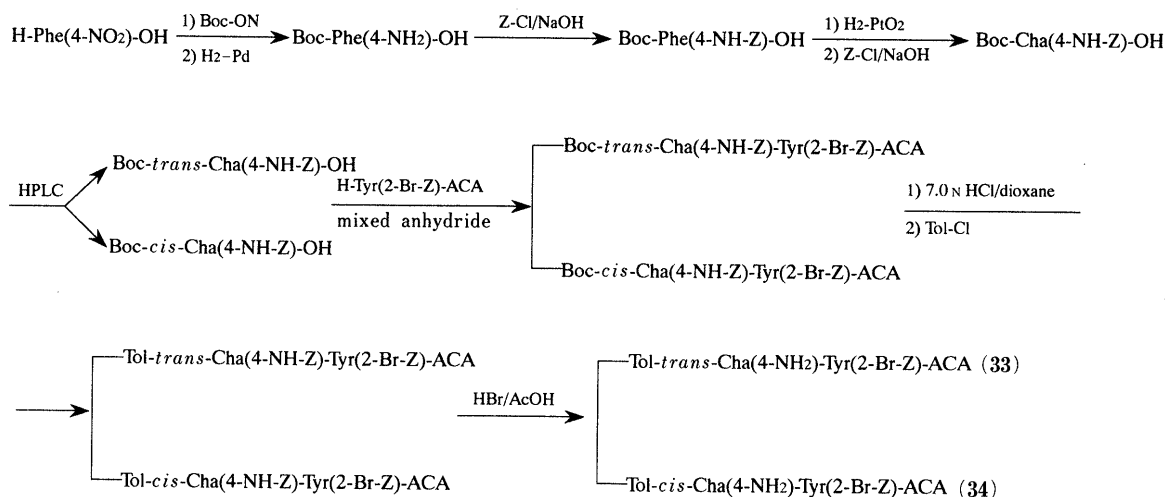 H-Phe(4-NO2)-OH 1) Boc-ON 2) H2-Pd Boc-Phe(4-NH2)-OH Z-Cl/NaOH Boc-Phe(4-NH-Z)-OH 1) H2-PtO2 2) Z-Cl/NaOH Boc-Cha(4-NH-Z)-OH
HPLC
Boc-trans-Cha(4-NH-Z)-OH
Boc-cis-Cha(4-NH-Z)-OH
H-Tyr(2-Br-Z)-ACA
mixed anhydride
Boc-trans-Cha(4-NH-Z)-Tyr(2-Br-Z)-ACA
Boc-cis-Cha(4-NH-Z)-Tyr(2-Br-Z)-ACA
1) 7.0 N HCl/dioxane
2) Tol-Cl
Tol-trans-Cha(4-NH-Z)-Tyr(2-Br-Z)-ACA
Tol-cis-Cha(4-NH-Z)-Tyr(2-Br-Z)-ACA
HBr/AcOH
Tol-trans-Cha(4-NH2)-Tyr(2-Br-Z)-ACA (33)
Tol-cis-Cha(4-NH2)-Tyr(2-Br-Z)-ACA (34)